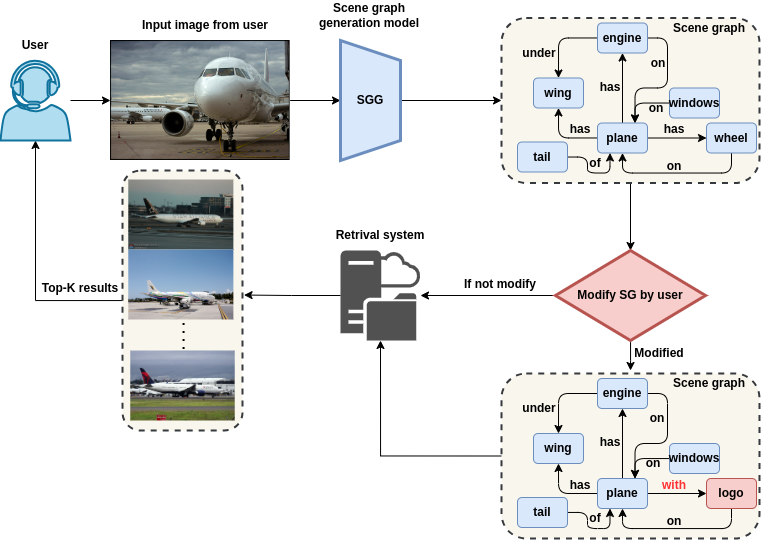 User
Input image from user
Scene graph
generation model
SGG
Scene graph
engine
under
on
wing
has
windows
on
has
plane
has
wheel
tail
of
on
Retrival system
Top-K results
If not modify
Modify SG by user
Modified
Scene graph
engine
under
on
has
wing
windows
on
has
plane
with
logo
tail
of
on